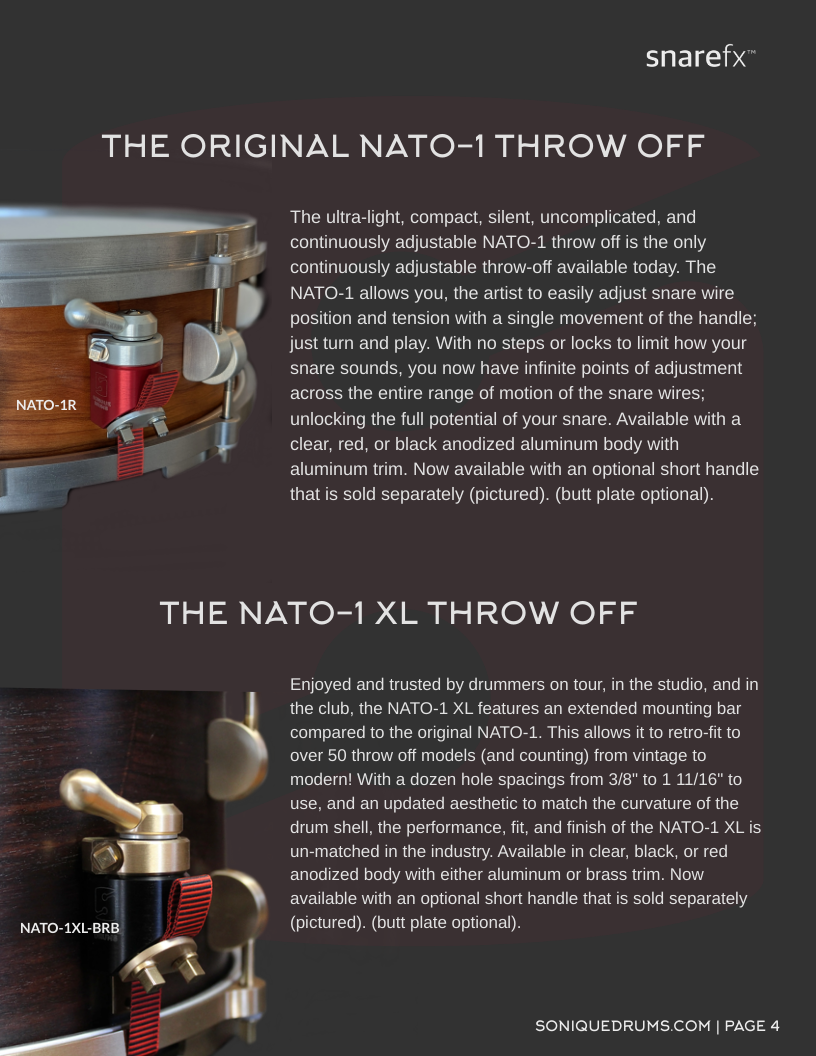 snarefx™
THE ORIGINAL NATO-1 THROW OFF
The ultra-light, compact, silent, uncomplicated, and
continuously adjustable NATO-1 throw off is the only
continuously adjustable throw-off available today. The
NATO-1 allows you, the artist to easily adjust snare wire
position and tension with a single movement of the handle;
just turn and play. With no steps or locks to limit how your
snare sounds, you now have infinite points of adjustment
across the entire range of motion of the snare wires;
unlocking the full potential of your snare. Available with a
clear, red, or black anodized aluminum body with
aluminum trim. Now available with an optional short handle
that is sold separately (pictured). (butt plate optional).
NATO-1R
THE NATO-1 XL THROW OFF
Enjoyed and trusted by drummers on tour, in the studio, and in
the club, the NATO-1 XL features an extended mounting bar
compared to the original NATO-1. This allows it to retro-fit to
over 50 throw off models (and counting) from vintage to
modern! With a dozen hole spacings from 3/8" to 1 11/16" to
use, and an updated aesthetic to match the curvature of the
drum shell, the performance, fit, and finish of the NATO-1 XL is
un-matched in the industry. Available in clear, black, or red
anodized body with either aluminum or brass trim. Now
available with an optional short handle that is sold separately
(pictured). (butt plate optional).
NATO-1XL-BRB
SONIQUEDRUMS.COM | PAGE 4